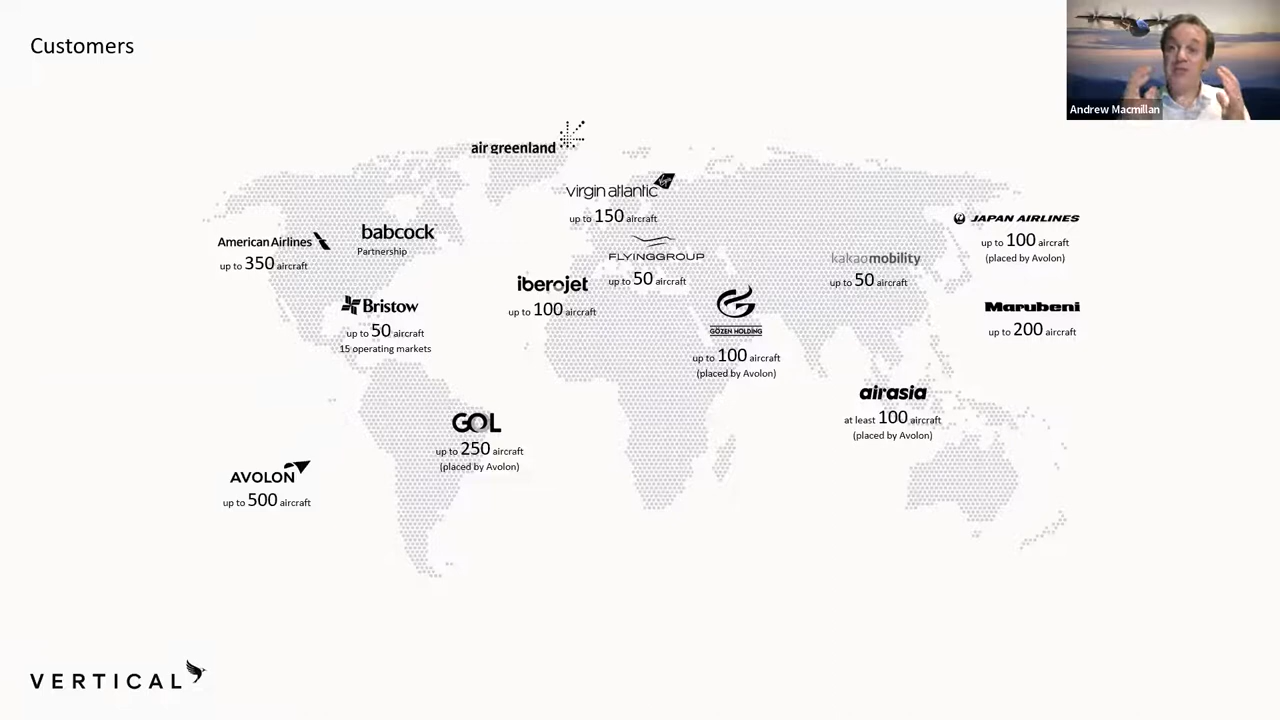 Customers
Andrew Macmillan
air greenland
virgin atlantic
up to 150 aircraft
American Airlines
up to 350 aircraft
babcock
Partnership
FLYINGGROUP
up to 50 aircraft
JAPAN AIRLINES
up to 100 aircraft
(placed by Avolon)
kakaomobility
up to 50 aircraft
iberojet
up to 100 aircraft
Bristow
up to 50 aircraft
15 operating markets
GÖZEN HOLDING
up to 100 aircraft
(placed by Avolon)
Marubeni
up to 200 aircraft
airasia
at least 100 aircraft
(placed by Avolon)
GOL
up to 250 aircraft
(placed by Avolon)
AVOLON
up to 500 aircraft
VERTICAL